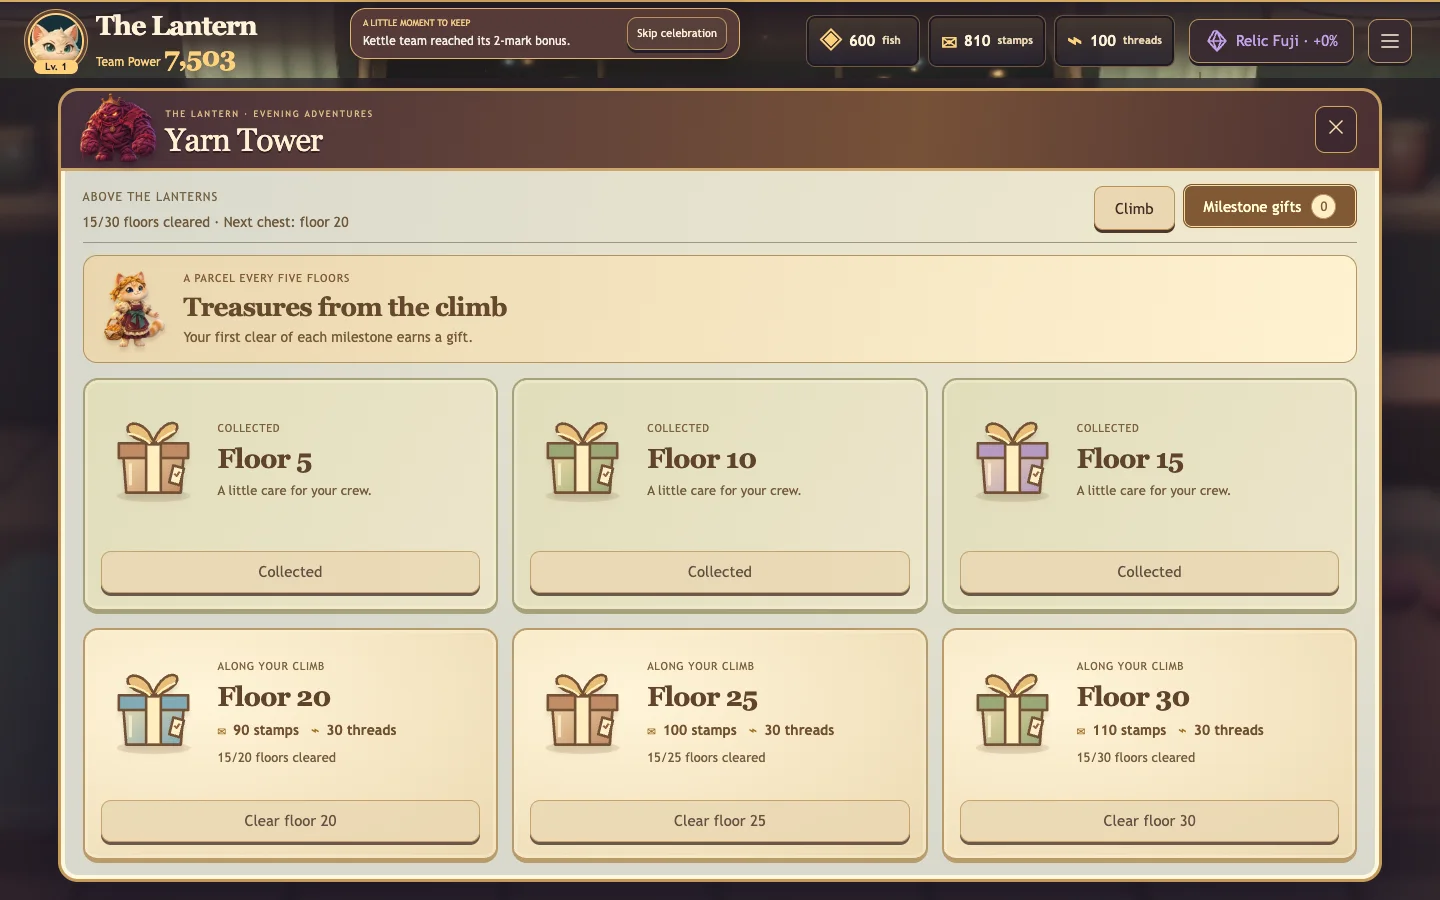 The Lantern
Team Power 7,503
Lv. 1
A LITTLE MOMENT TO KEEP
Kettle team reached its 2-mark bonus.
Skip celebration
600 fish
810 stamps
100 threads
Relic Fuji · +0%
THE LANTERN · EVENING ADVENTURES
Yarn Tower
ABOVE THE LANTERNS
15/30 floors cleared · Next chest: floor 20
Climb
Milestone gifts 0
A PARCEL EVERY FIVE FLOORS
Treasures from the climb
Your first clear of each milestone earns a gift.
COLLECTED
Floor 5
A little care for your crew.
Collected
COLLECTED
Floor 10
A little care for your crew.
Collected
COLLECTED
Floor 15
A little care for your crew.
Collected
ALONG YOUR CLIMB
Floor 20
90 stamps 30 threads
15/20 floors cleared
Clear floor 20
ALONG YOUR CLIMB
Floor 25
100 stamps 30 threads
15/25 floors cleared
Clear floor 25
ALONG YOUR CLIMB
Floor 30
110 stamps 30 threads
15/30 floors cleared
Clear floor 30